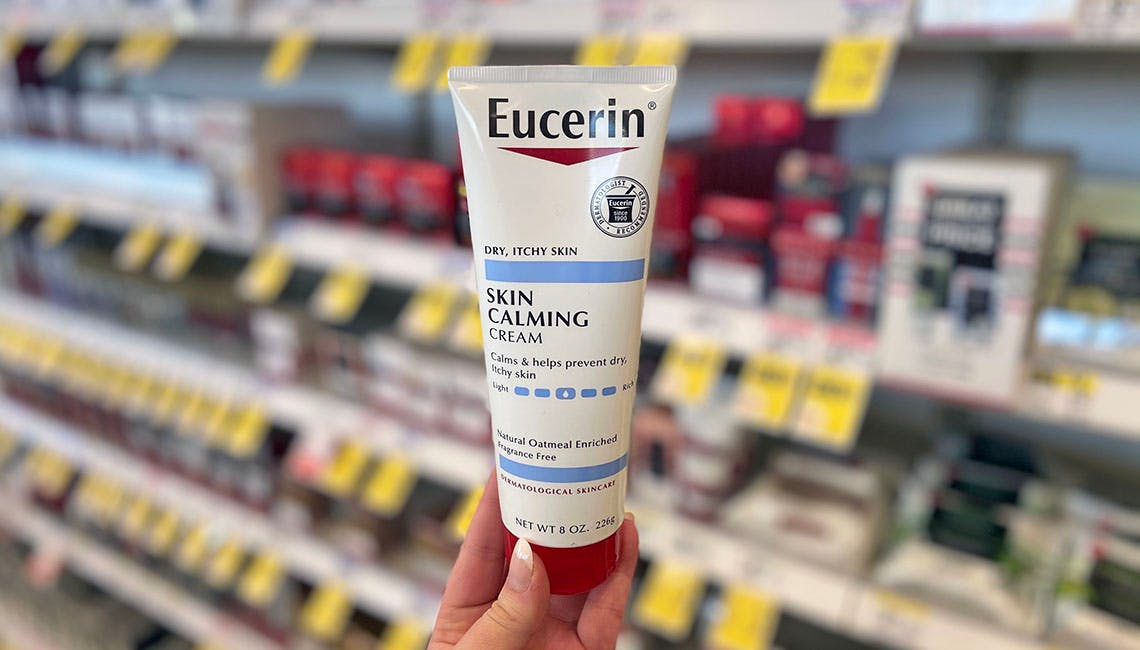 Eucerin®
DERMATOLOGIST RECOMMENDED
Eucerin
since
1900
DRY, ITCHY SKIN
SKIN
CALMING
CREAM
Calms & helps prevent dry,
itchy skin
Light Rich
Natural Oatmeal Enriched
Fragrance Free
DERMATOLOGICAL SKINCARE
NET WT 8 OZ. 226g